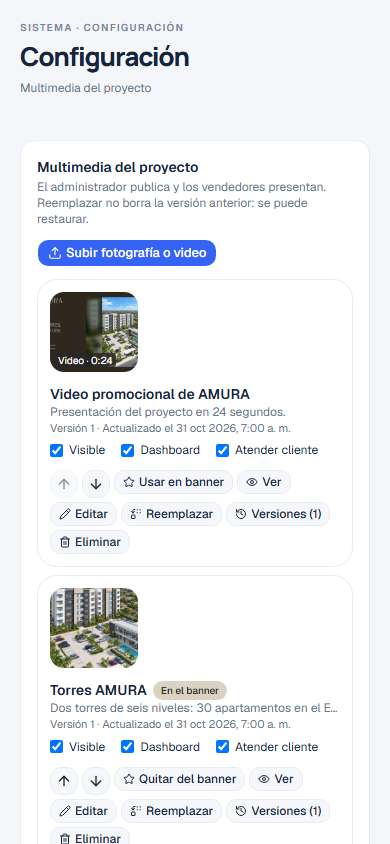 SISTEMA · CONFIGURACIÓN
Configuración
Multimedia del proyecto
Multimedia del proyecto
El administrador publica y los vendedores presentan.
Reemplazar no borra la versión anterior: se puede
restaurar.
Subir fotografía o video
Video · 0:24
Video promocional de AMURA
Presentación del proyecto en 24 segundos.
Versión 1 · Actualizado el 31 oct 2026, 7:00 a. m.
Visible Dashboard Atender cliente
Usar en banner Ver
Editar Reemplazar Versiones (1)
Eliminar
Torres AMURA En el banner
Dos torres de seis niveles: 30 apartamentos en el E...
Versión 1 · Actualizado el 31 oct 2026, 7:00 a. m.
Visible Dashboard Atender cliente
Quitar del banner Ver
Editar Reemplazar Versiones (1)
Eliminar